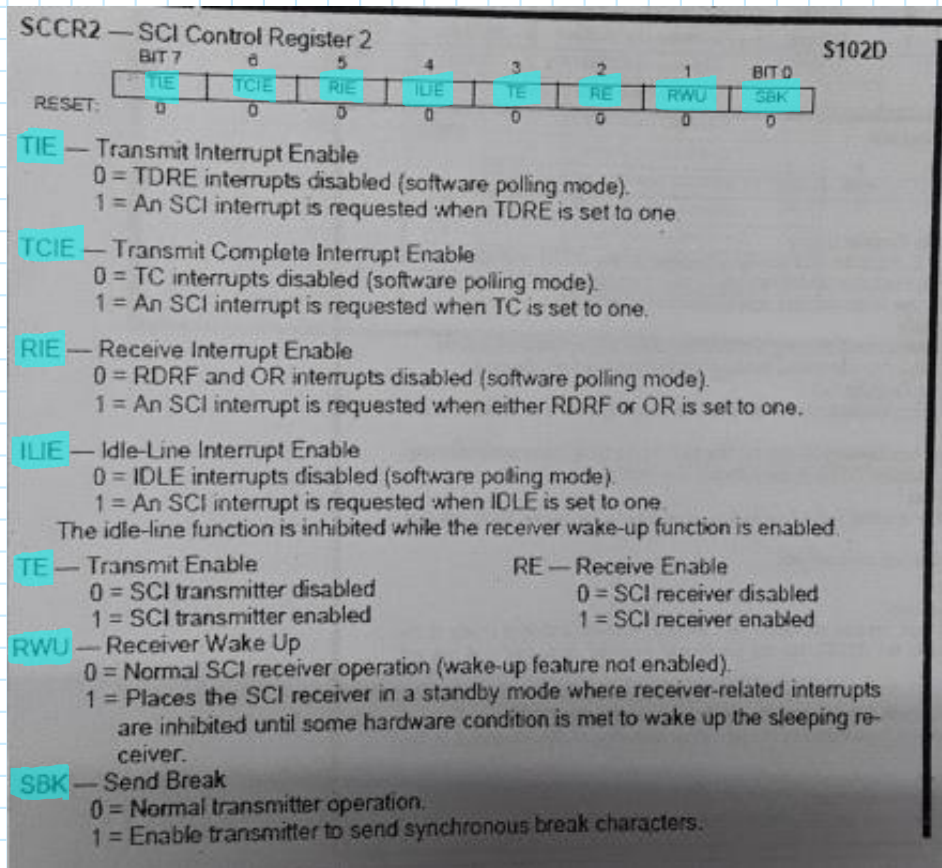 SCCR2 — SCI Control Register 2 $102D
BIT 7 6 5 4 3 2 1 BIT 0
TIE TCIE RIE ILIE TE RE RWU SBK
RESET: 0 0 0 0 0 0 0 0
TIE — Transmit Interrupt Enable
0 = TDRE interrupts disabled (software polling mode).
1 = An SCI interrupt is requested when TDRE is set to one.
TCIE — Transmit Complete Interrupt Enable
0 = TC interrupts disabled (software polling mode).
1 = An SCI interrupt is requested when TC is set to one.
RIE — Receive Interrupt Enable
0 = RDRF and OR interrupts disabled (software polling mode).
1 = An SCI interrupt is requested when either RDRF or OR is set to one.
ILIE — Idle-Line Interrupt Enable
0 = IDLE interrupts disabled (software polling mode).
1 = An SCI interrupt is requested when IDLE is set to one.
The idle-line function is inhibited while the receiver wake-up function is enabled.
TE — Transmit Enable RE — Receive Enable
0 = SCI transmitter disabled 0 = SCI receiver disabled
1 = SCI transmitter enabled 1 = SCI receiver enabled
RWU — Receiver Wake Up
0 = Normal SCI receiver operation (wake-up feature not enabled).
1 = Places the SCI receiver in a standby mode where receiver-related interrupts
are inhibited until some hardware condition is met to wake up the sleeping re-
ceiver.
SBK — Send Break
0 = Normal transmitter operation.
1 = Enable transmitter to send synchronous break characters.